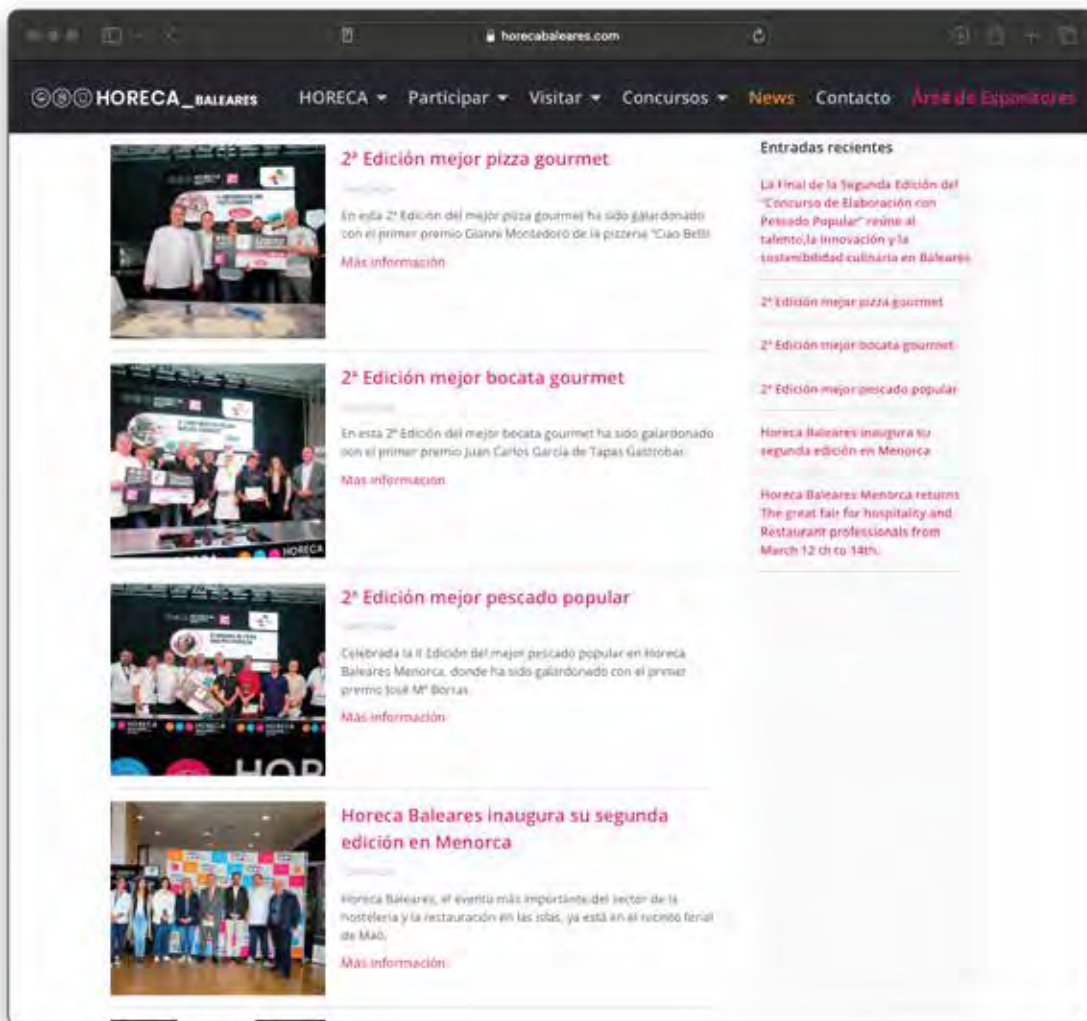 horecabaleares.com
HORECA_BALEARES
HORECA Participar Visitar Concursos News Contacto Área de Expositores
2ª Edición mejor pizza gourmet
En esta 2ª Edición del mejor pizza gourmet ha sido galardonado
con el primer premio Gianni Montedoro de la pizzeria "Ciao Belli
Más información
2ª Edición mejor bocata gourmet
En esta 2ª Edición del mejor bocata gourmet ha sido galardonado
con el primer premio Juan Carlos García de Tapas Gastrobar.
Más información
HORECA
2ª Edición mejor pescado popular
Celebrada la II Edición del mejor pescado popular en Horeca
Baleares Menorca, donde ha sido galardonado con el primer
premio José Mª Borras.
Más información
HORECA
HOR
Horeca Baleares inaugura su segunda
edición en Menorca
Horeca Baleares, el evento más importante del sector de la
hostelería y la restauración en las islas, ya está en el recinto ferial
de Maó.
Más información
Entradas recientes
La Final de la Segunda Edición del
"Concurso de Elaboración con
Pescado Popular" reúne al
talento,la innovación y la
sostenibilidad culinaria en Baleares
2ª Edición mejor pizza gourmet
2ª Edición mejor bocata gourmet
2ª Edición mejor pescado popular
Horeca Baleares inaugura su
segunda edición en Menorca
Horeca Baleares Menorca returns
The great fair for hospitality and
Restaurant professionals from
March 12 th to 14th.